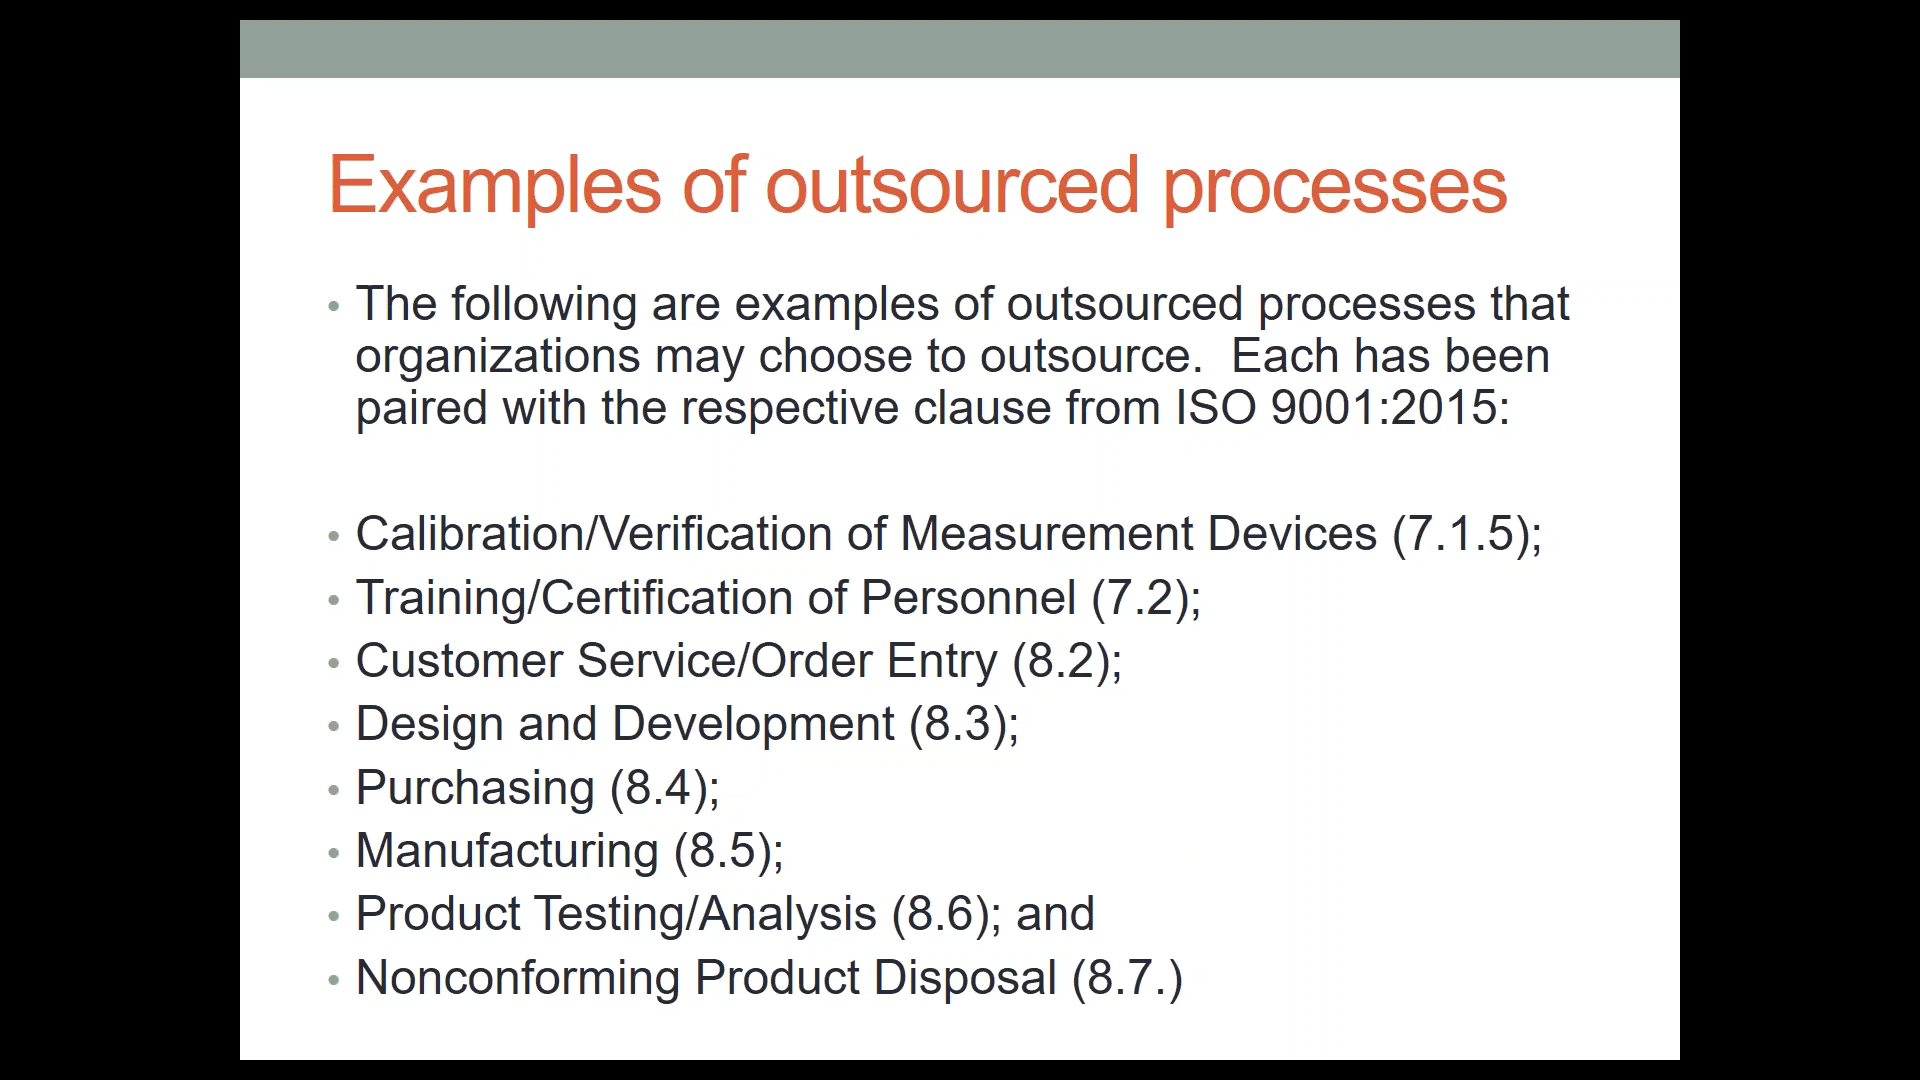 Examples of outsourced processes
• The following are examples of outsourced processes that
organizations may choose to outsource.  Each has been
paired with the respective clause from ISO 9001:2015:
• Calibration/Verification of Measurement Devices (7.1.5);
• Training/Certification of Personnel (7.2);
• Customer Service/Order Entry (8.2);
• Design and Development (8.3);
• Purchasing (8.4);
• Manufacturing (8.5);
• Product Testing/Analysis (8.6); and
• Nonconforming Product Disposal (8.7.)